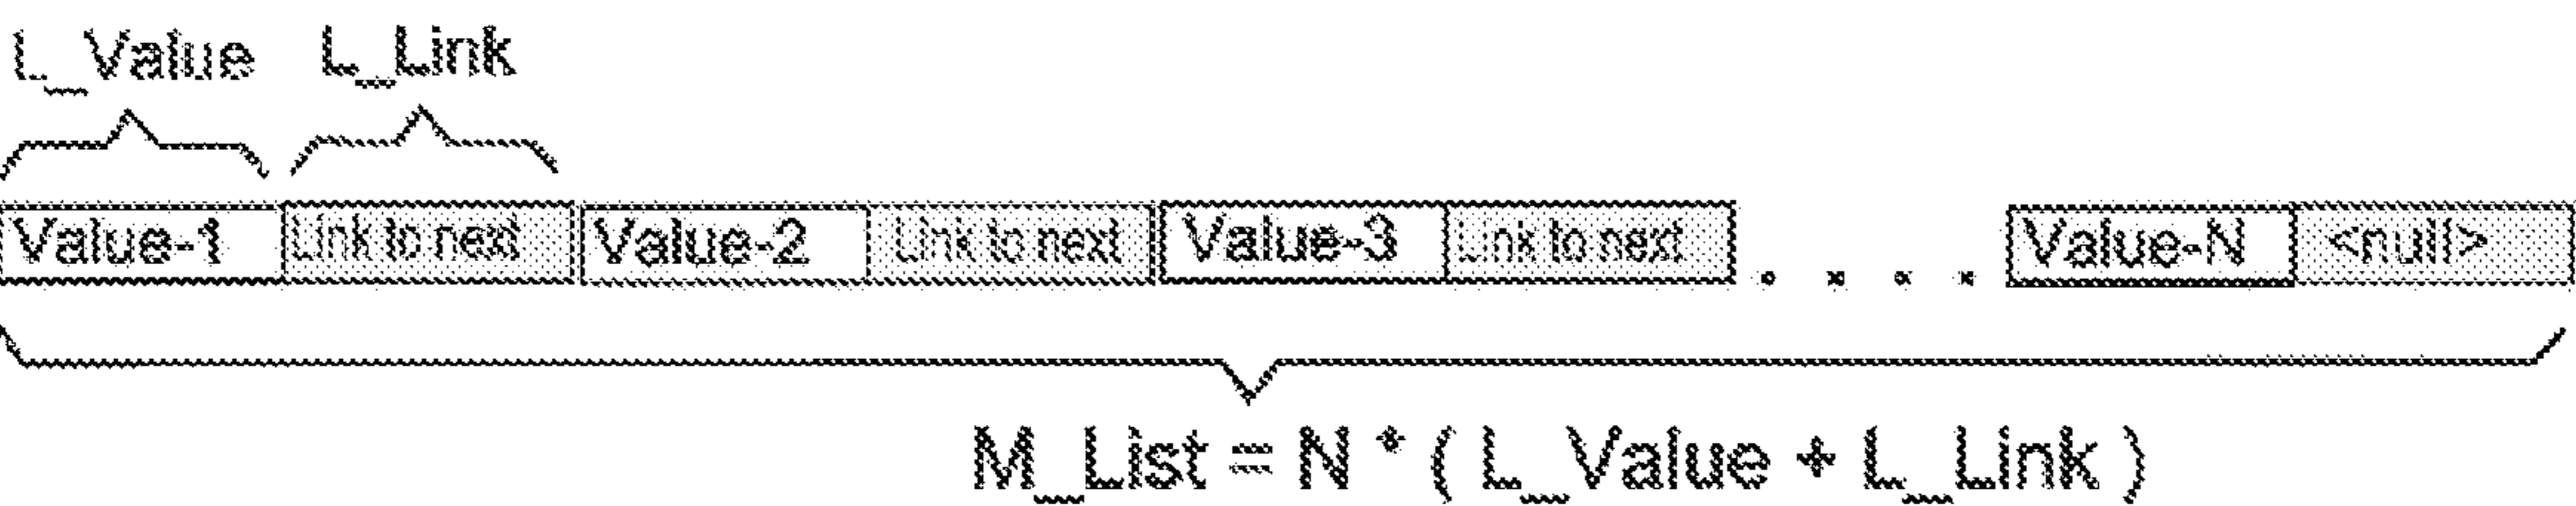 L_Value L_Link
Value-1 Link to next Value-2 Link to next Value-3 Link to next . . . . Value-N <null>
M_List = N * ( L_Value + L_Link )